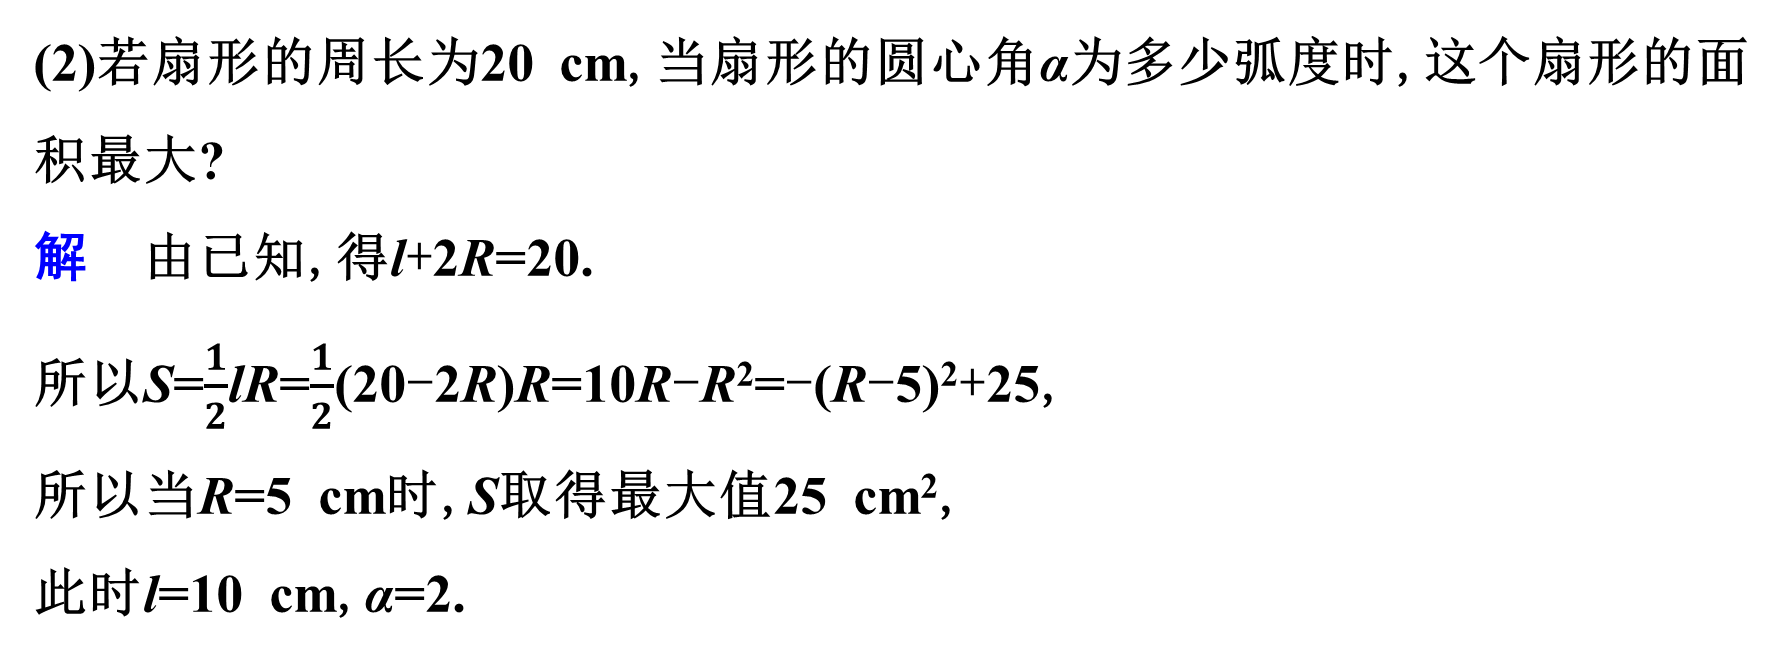 (2)若扇形的周长为20 cm,当扇形的圆心角α为多少弧度时,这个扇形的面
积最大?
解 由已知,得l+2R=20.
所以S=\frac{1}{2}lR=\frac{1}{2}(20−2R)R=10R−R²=−(R−5)²+25,
所以当R=5 cm时,S取得最大值25 cm²,
此时l=10 cm,α=2.